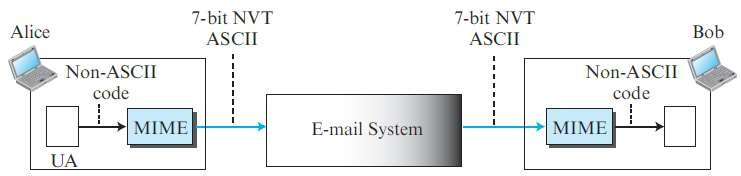 Alice
7-bit NVT
ASCII
7-bit NVT
ASCII
Bob
Non-ASCII
code
Non-ASCII
code
MIME
E-mail System
MIME
UA